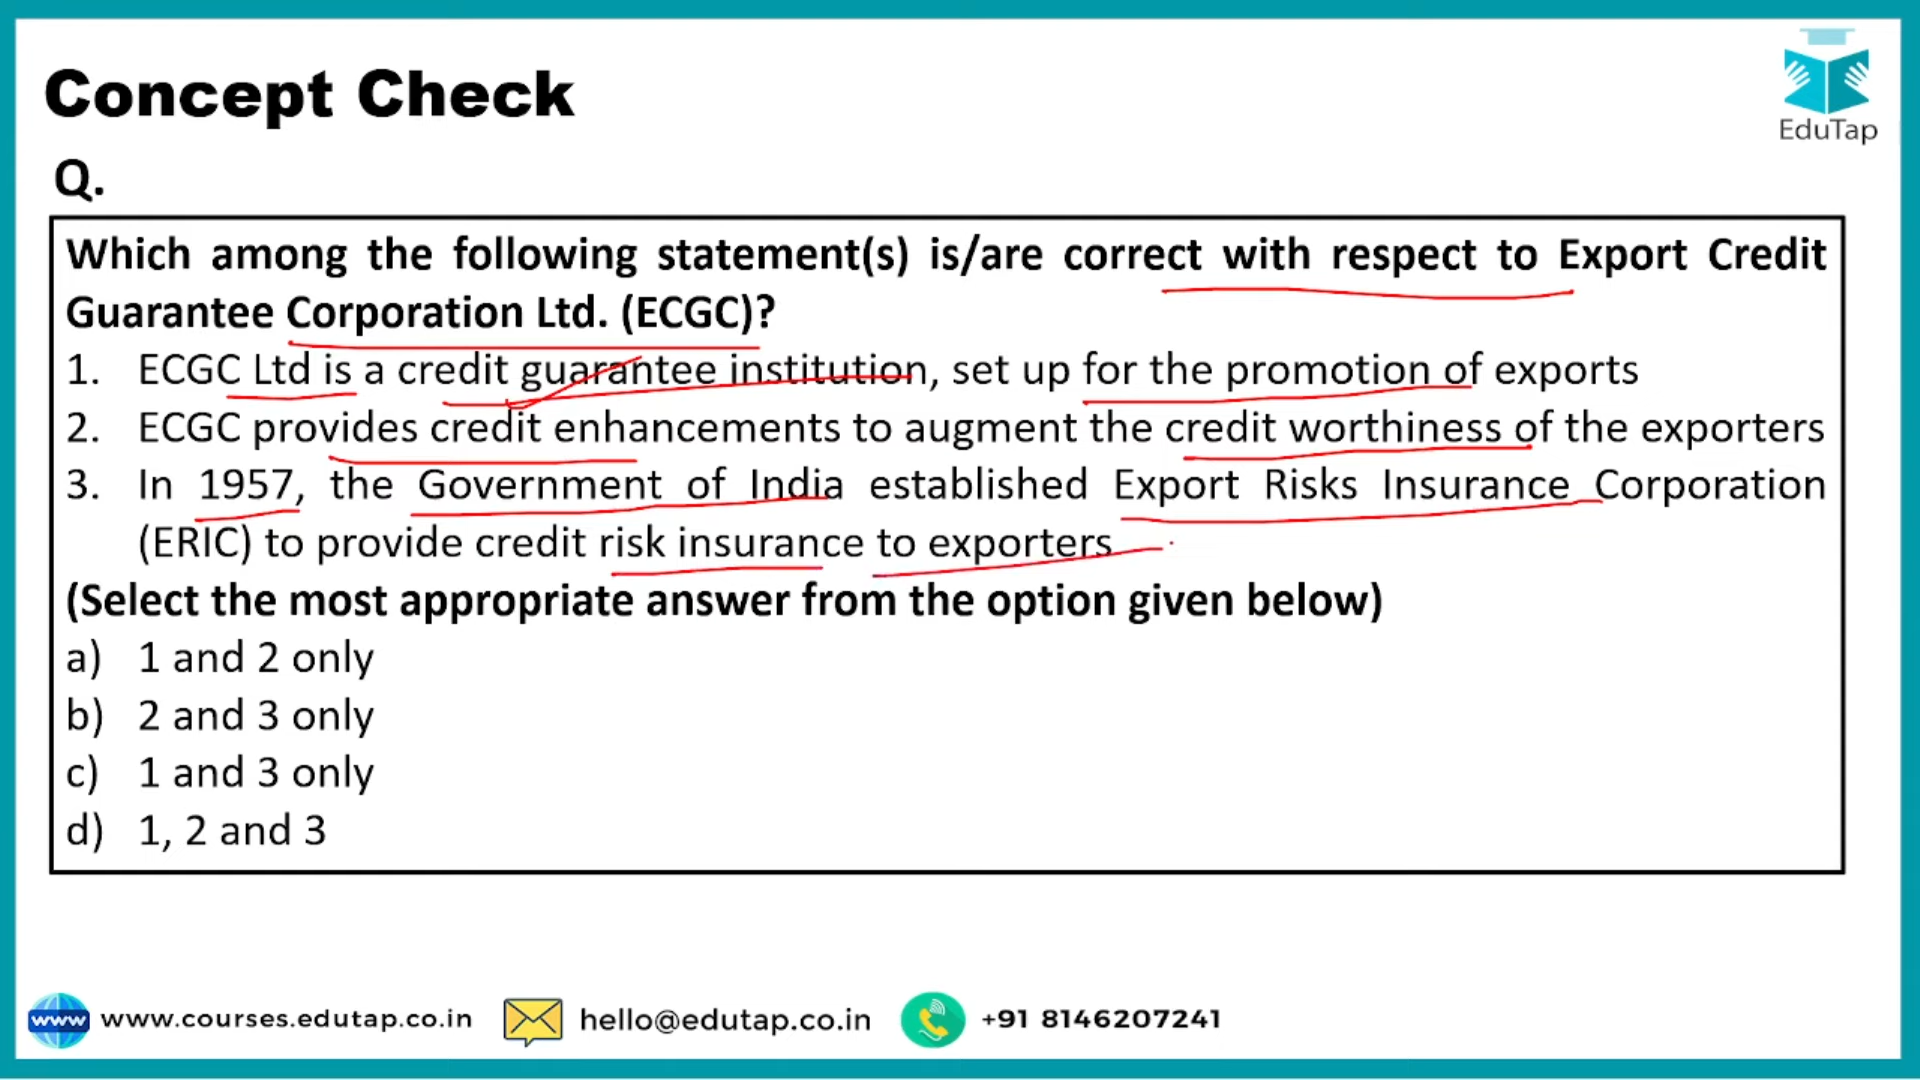 Concept Check
EduTap
Q.
Which among the following statement(s) is/are correct with respect to Export Credit
Guarantee Corporation Ltd. (ECGC)?
1. ECGC Ltd is a credit guarantee institution, set up for the promotion of exports
2. ECGC provides credit enhancements to augment the credit worthiness of the exporters
3. In 1957, the Government of India established Export Risks Insurance Corporation
(ERIC) to provide credit risk insurance to exporters
(Select the most appropriate answer from the option given below)
a) 1 and 2 only
b) 2 and 3 only
c) 1 and 3 only
d) 1, 2 and 3
www www.courses.edutap.co.in hello@edutap.co.in +91 8146207241